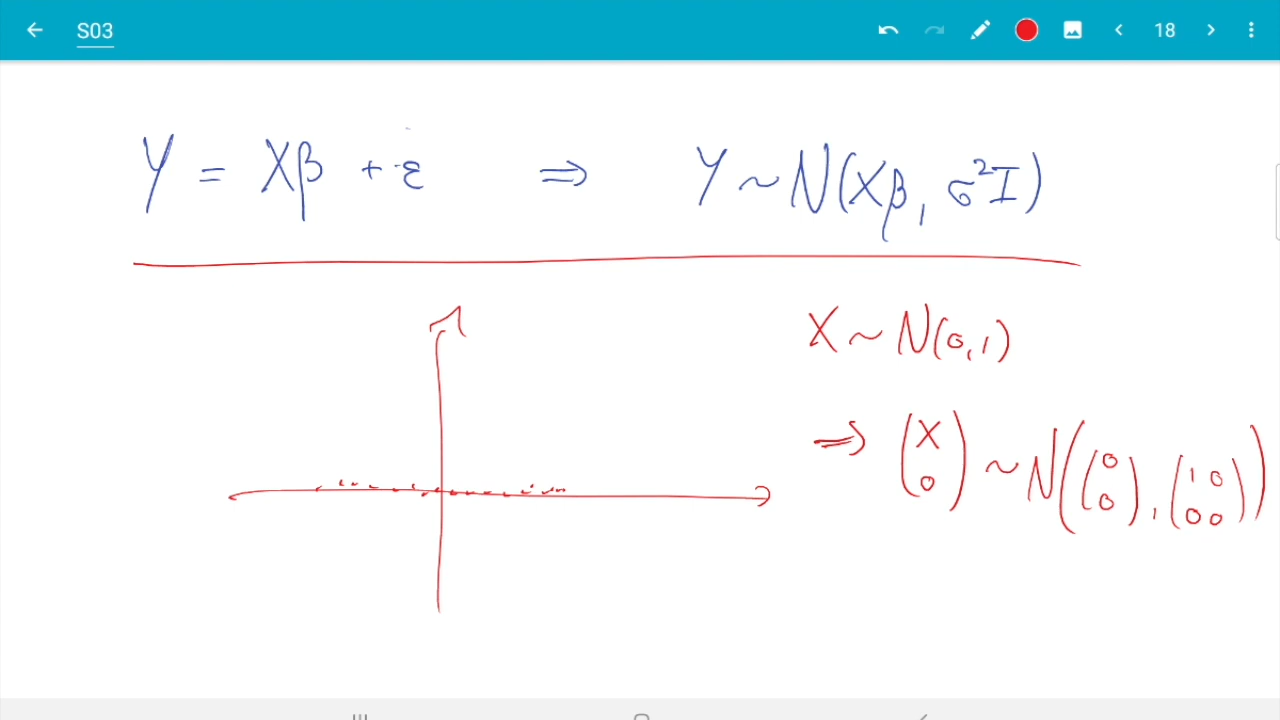 S03
18
Y = Xβ + ε ⇒ Y ~ N(Xβ, σ²I)
X ~ N(0,1)
⇒ (X 0) ~ N((0 0), (1 0 0 0))